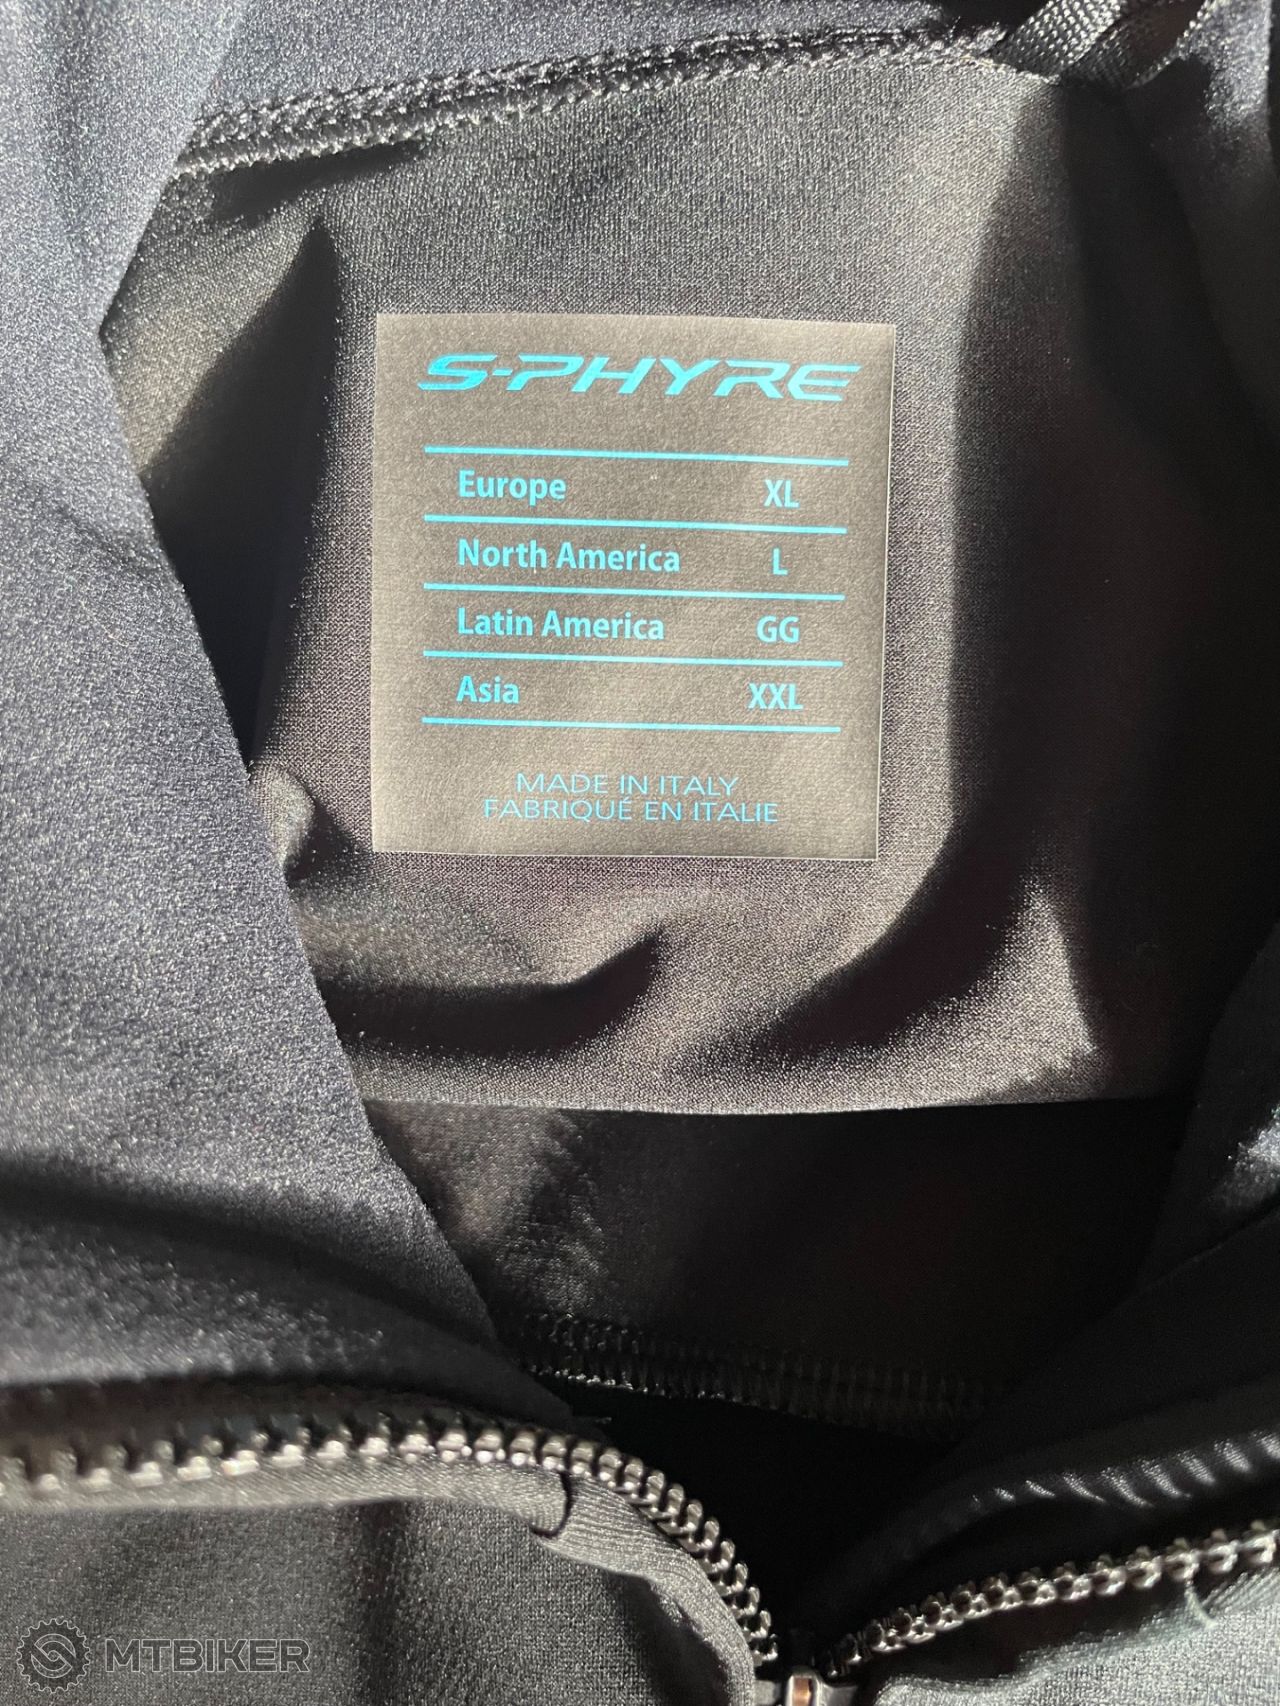 S-PHYRE
Europe XL
North America L
Latin America GG
Asia XXL
MADE IN ITALY
FABRIQUÉ EN ITALIE
MTBIKER